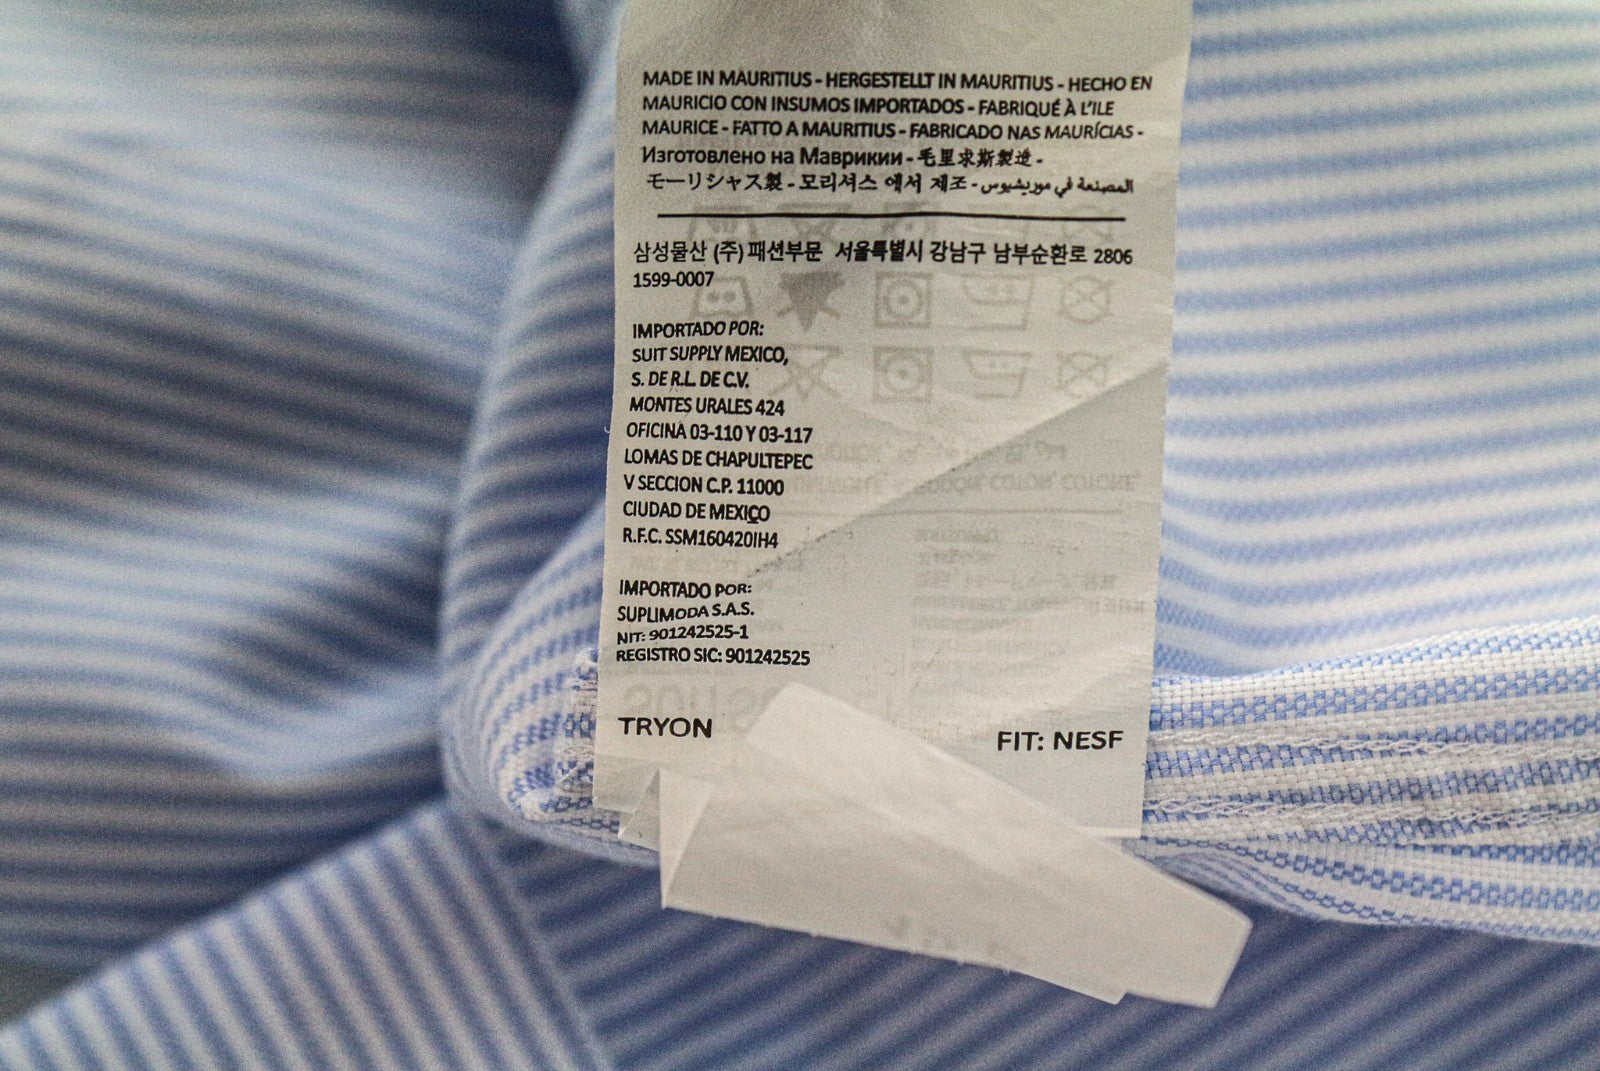 MADE IN MAURITIUS - HERGESTELLT IN MAURITIUS - HECHO EN
MAURICIO CON INSUMOS IMPORTADOS - FABRIQUÉ À L'ILE
MAURICE - FATTO A MAURITIUS - FABRICADO NAS MAURÍCIAS -
Изготовлено на Маврикии - 毛里求斯製造 -
モーリシャス製 - 모리셔스 에서 제조 - المصنعة في موريشيوس
삼성물산 (주) 패션부문 서울특별시 강남구 남부순환로 2806
1599-0007
IMPORTADO POR:
SUIT SUPPLY MEXICO,
S. DE R.L. DE C.V.
MONTES URALES 424
OFICINA 03-110 Y 03-117
LOMAS DE CHAPULTEPEC
V SECCION C.P. 11000
CIUDAD DE MEXICO
R.F.C. SSM160420IH4
IMPORTADO POR:
SUPLIMODA S.A.S.
NIT: 901242525-1
REGISTRO SIC: 901242525
TRYON
FIT: NESF